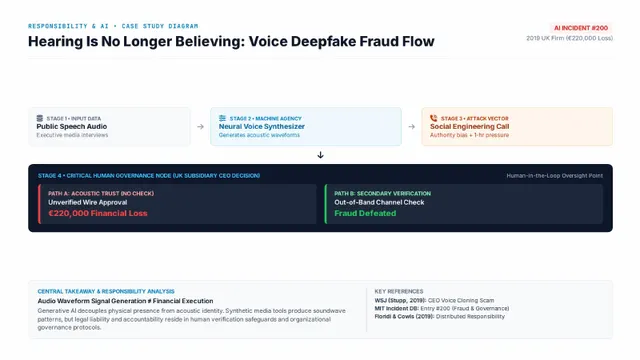 RESPONSIBILITY & AI • CASE STUDY DIAGRAM
Hearing Is No Longer Believing: Voice Deepfake Fraud Flow
AI INCIDENT #200
2019 UK Firm (€220,000 Loss)
STAGE 1 • INPUT DATA
Public Speech Audio
Executive media interviews
→
STAGE 2 • MACHINE AGENCY
Neural Voice Synthesizer
Generates acoustic waveforms
→
STAGE 3 • ATTACK VECTOR
Social Engineering Call
Authority bias + 1-hr pressure
↓
STAGE 4 • CRITICAL HUMAN GOVERNANCE NODE (UK SUBSIDIARY CEO DECISION)
Human-in-the-Loop Oversight Point
PATH A: ACOUSTIC TRUST (NO CHECK)
Unverified Wire Approval
€220,000 Financial Loss
PATH B: SECONDARY VERIFICATION
Out-of-Band Channel Check
Fraud Defeated
CENTRAL TAKEAWAY & RESPONSIBILITY ANALYSIS
Audio Waveform Signal Generation ≠ Financial Execution
Generative AI decouples physical presence from acoustic identity. Synthetic media tools produce soundwave
patterns, but legal liability and accountability reside in human verification safeguards and organizational
governance protocols.
KEY REFERENCES
WSJ (Stupp, 2019): CEO Voice Cloning Scam
MIT Incident DB: Entry #200 (Fraud & Governance)
Floridi & Cowls (2019): Distributed Responsibility